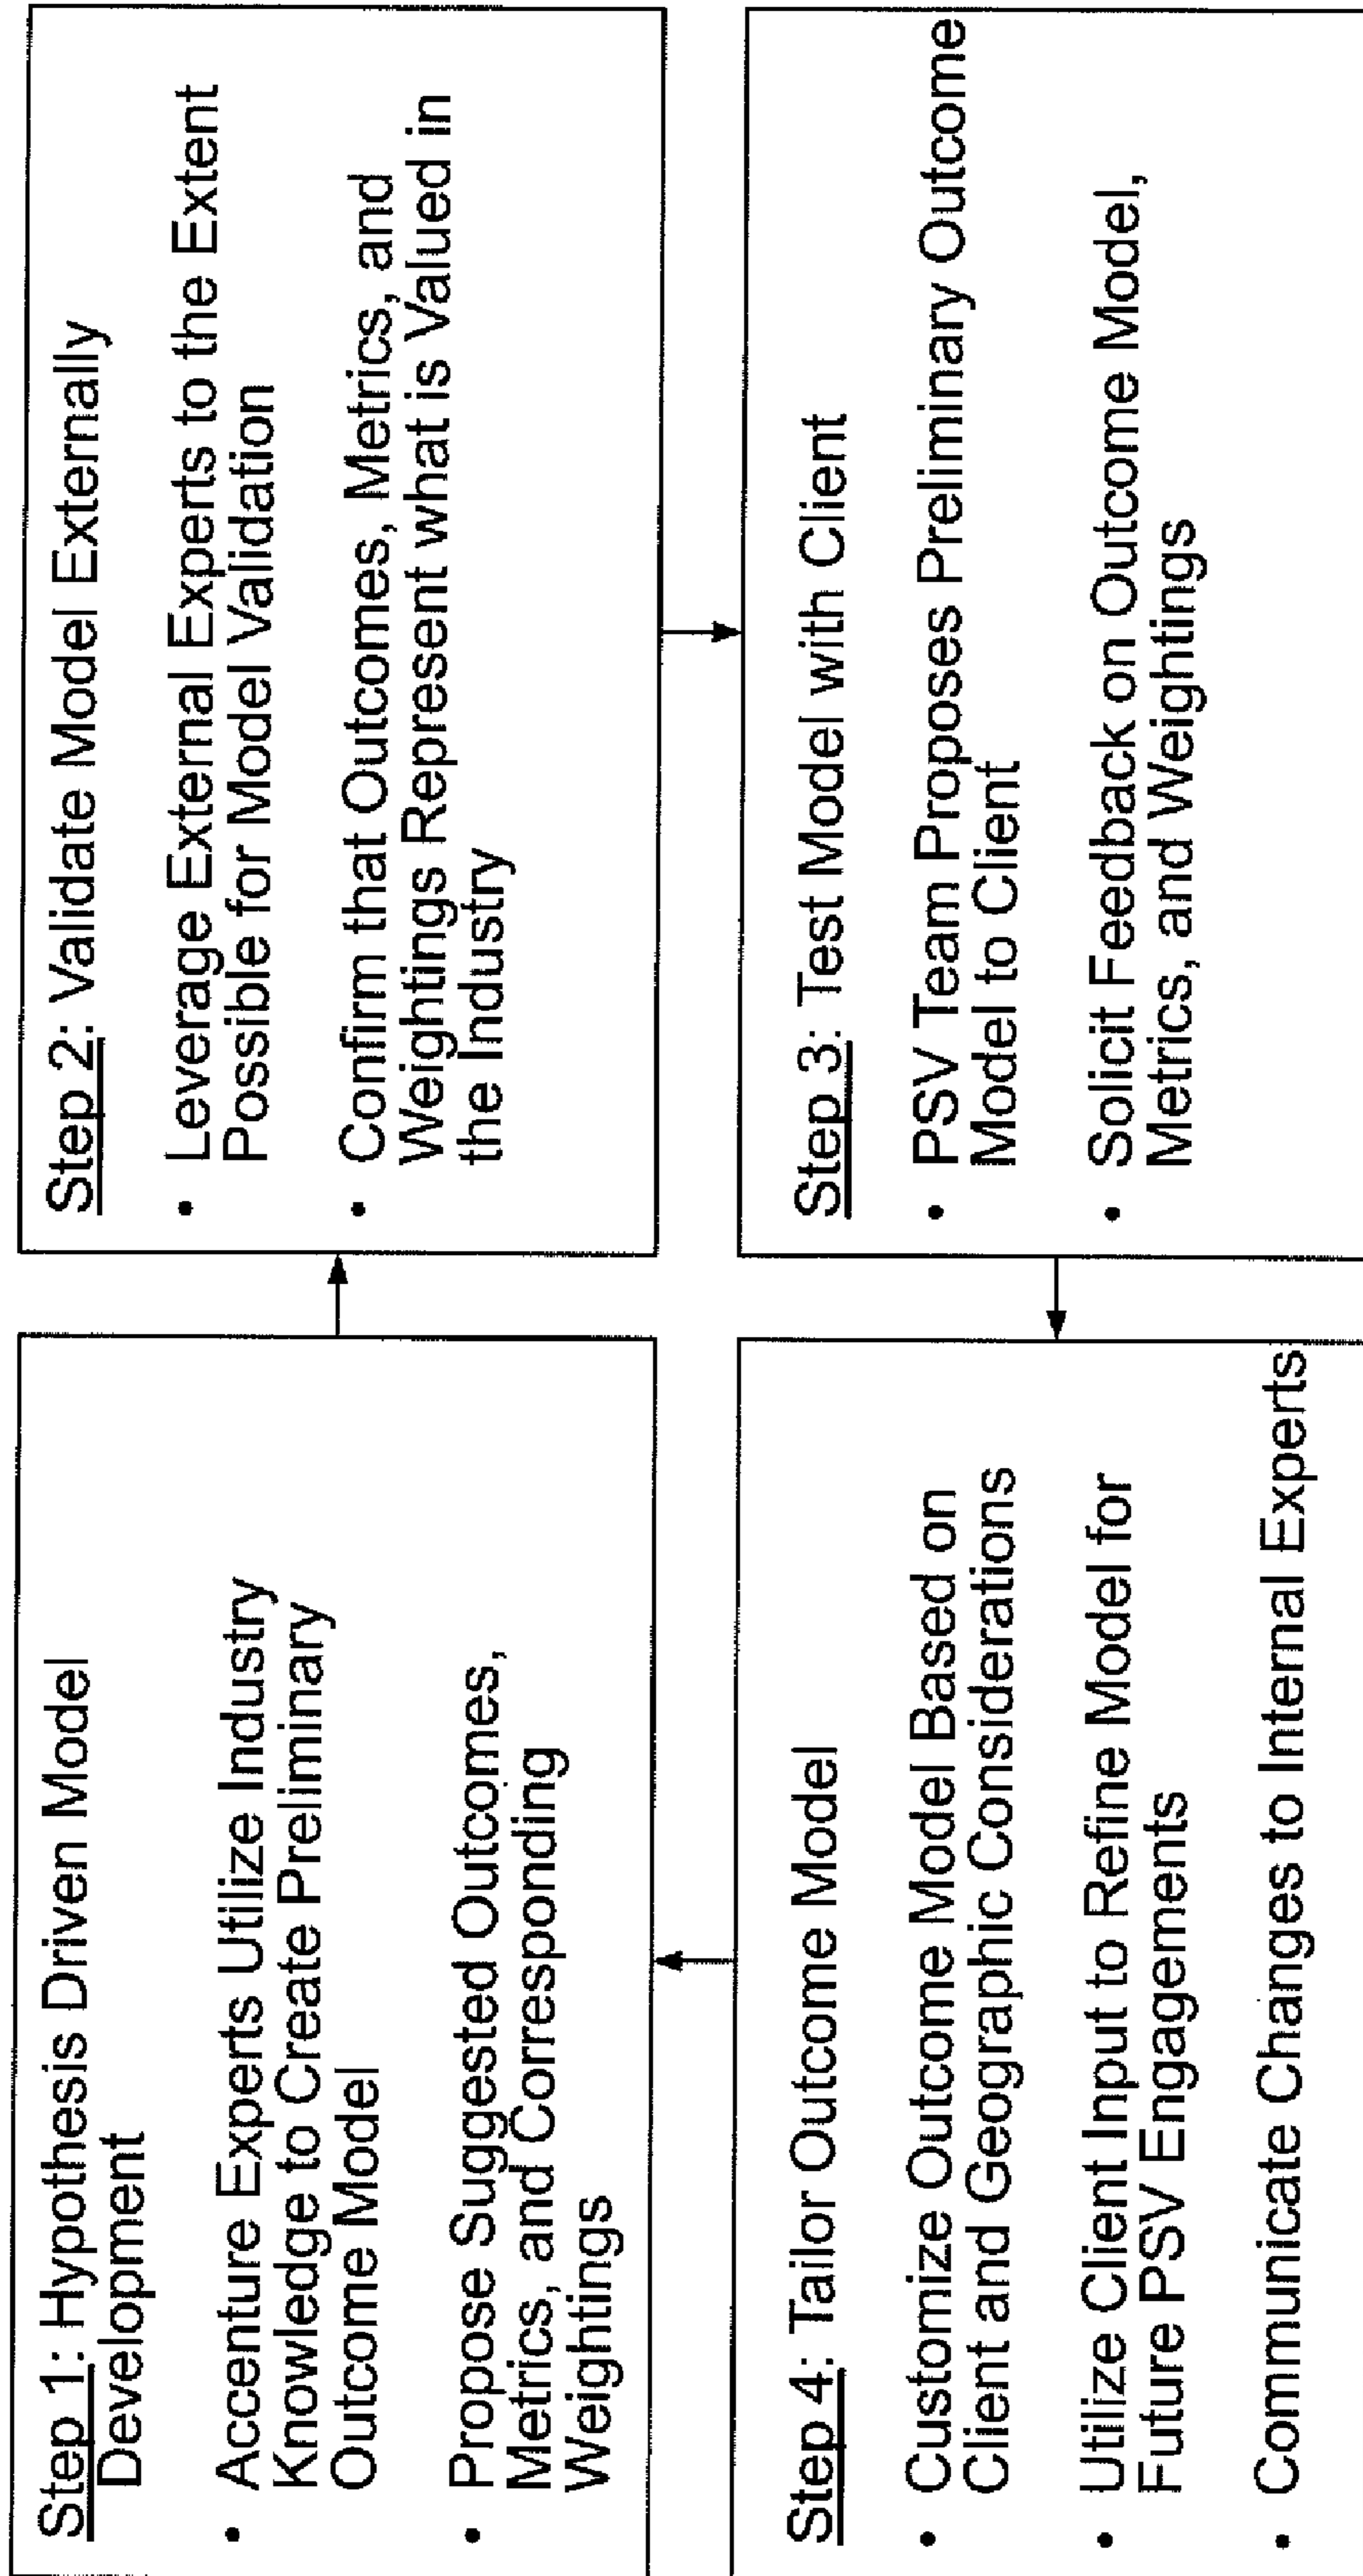 Step 1: Hypothesis Driven Model
Development
• Accenture Experts Utilize Industry
Knowledge to Create Preliminary
Outcome Model
• Propose Suggested Outcomes,
Metrics, and Corresponding
Weightings
Step 2: Validate Model Externally
• Leverage External Experts to the Extent
Possible for Model Validation
• Confirm that Outcomes, Metrics, and
Weightings Represent what is Valued in
the Industry
Step 3: Test Model with Client
• PSV Team Proposes Preliminary Outcome
Model to Client
• Solicit Feedback on Outcome Model,
Metrics, and Weightings
Step 4: Tailor Outcome Model
• Customize Outcome Model Based on
Client and Geographic Considerations
• Utilize Client Input to Refine Model for
Future PSV Engagements
• Communicate Changes to Internal Experts